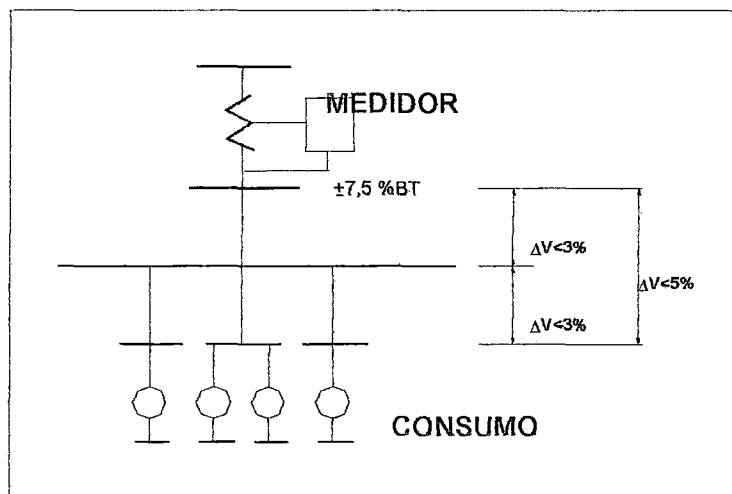 MEDIDOR
±7,5 %BT
ΔV<3%
ΔV<5%
ΔV<3%
CONSUMO